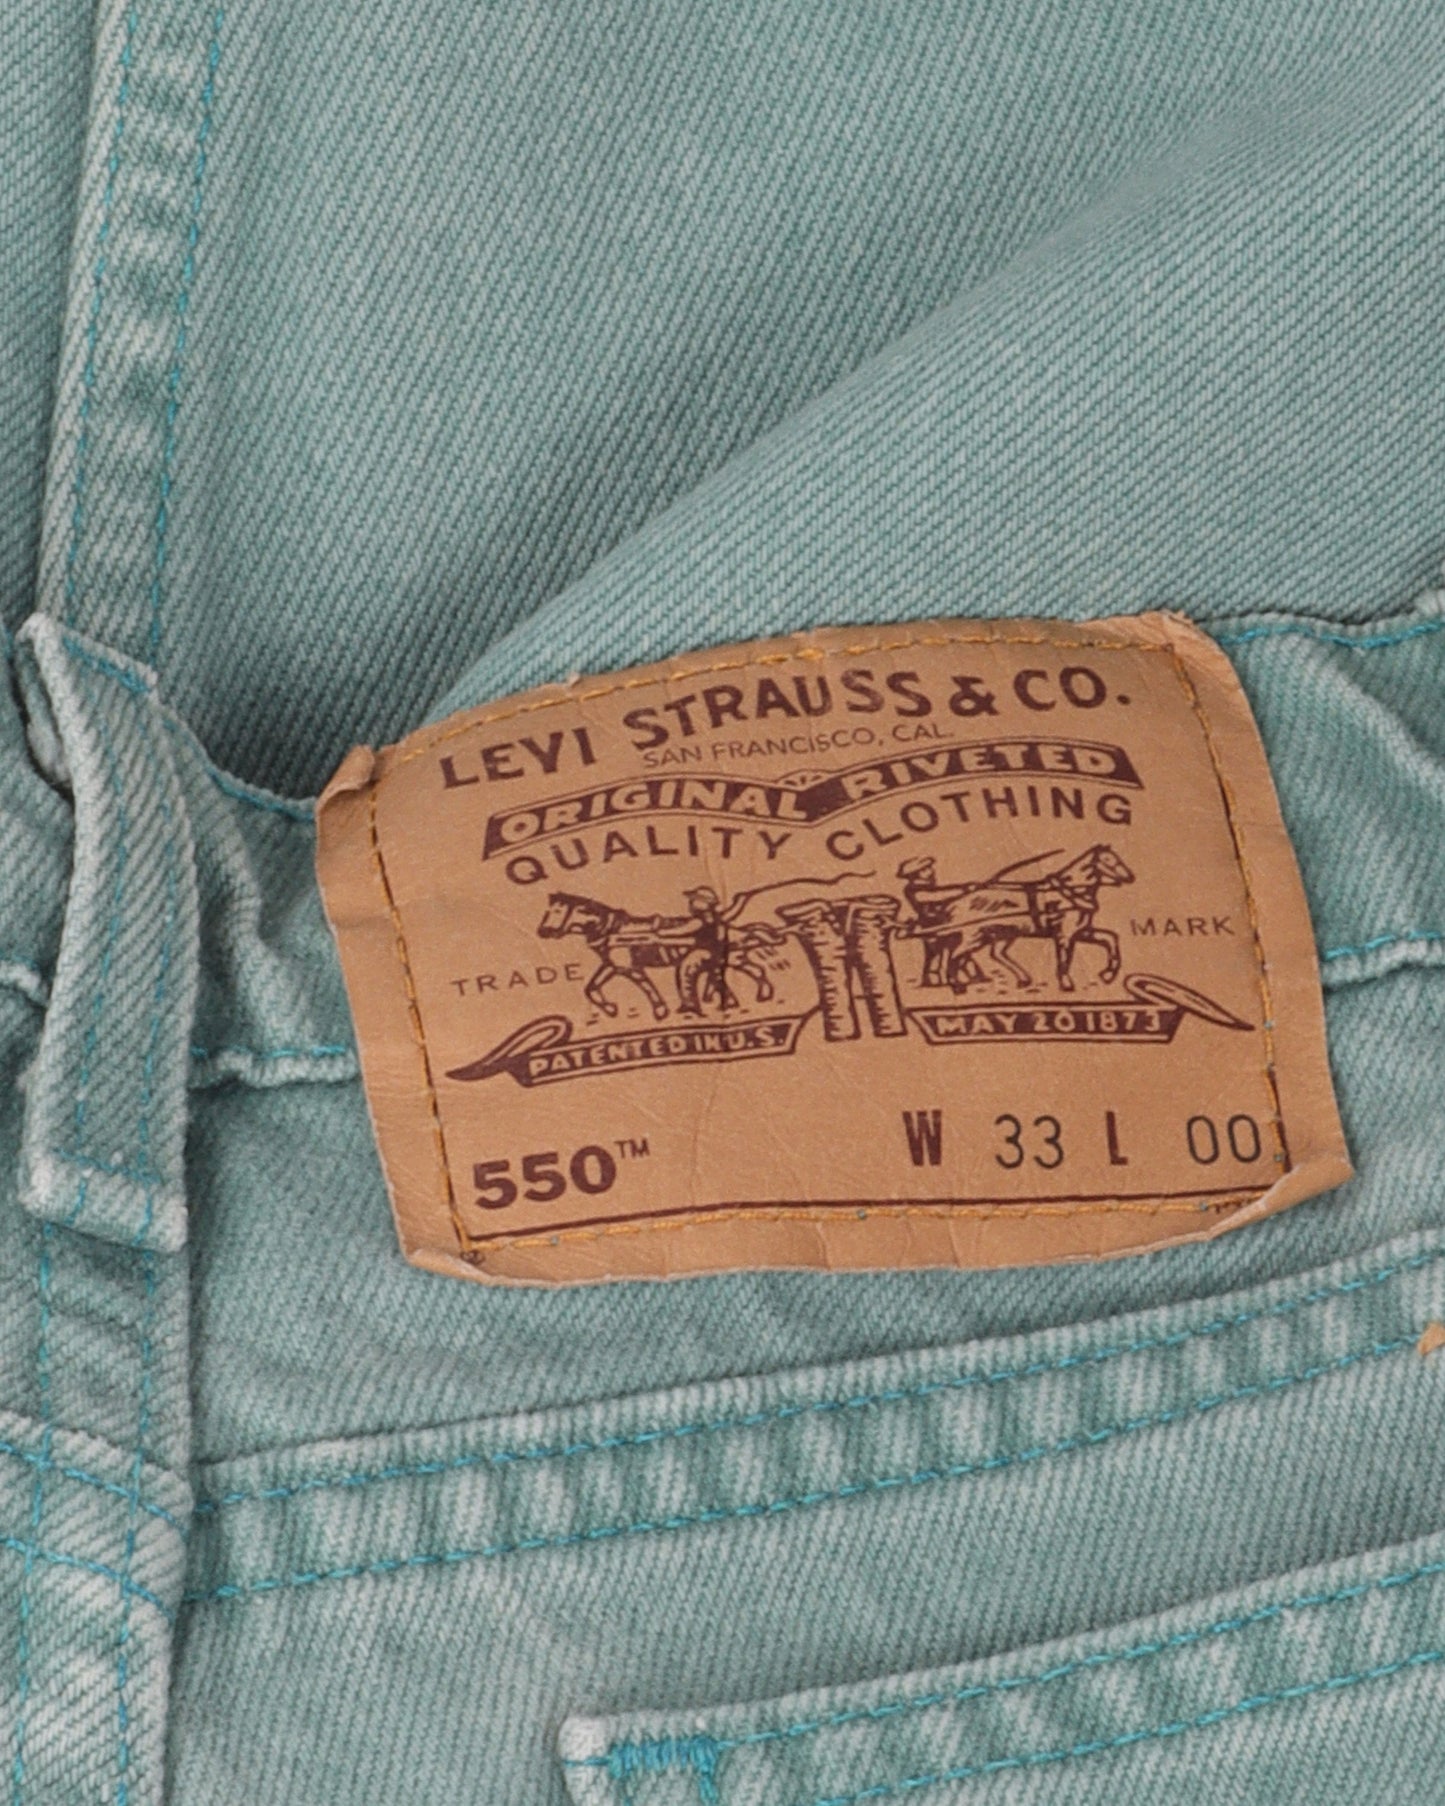 LEVI STRAUSS & CO.
SAN FRANCISCO, CAL.
ORIGINAL RIVETED
QUALITY CLOTHING
TRADE MARK
PATENTED IN U.S. MAY 20 1873
550™ W 33 L 00